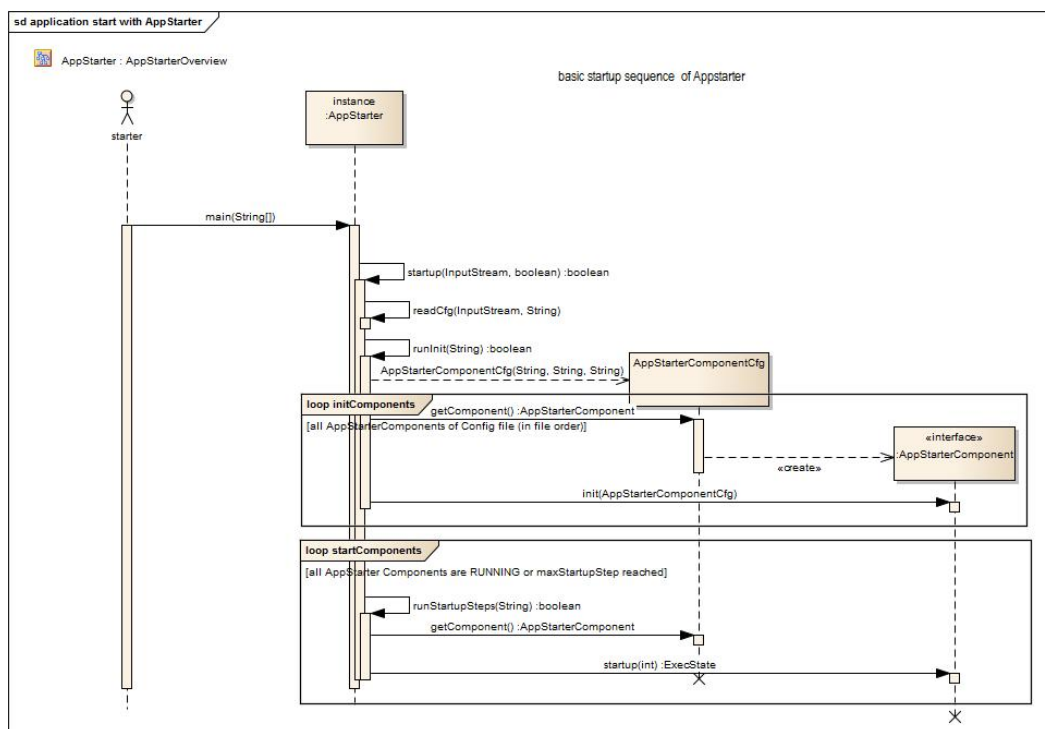 sd application start with AppStarter
AppStarter : AppStarterOverview
basic startup sequence of Appstarter
starter
instance
:AppStarter
main(String[])
startup(InputStream, boolean) :boolean
readCfg(InputStream, String)
runInit(String) :boolean
AppStarterComponentCfg(String, String, String)
AppStarterComponentCfg
loop initComponents
getComponent() :AppStarterComponent
[all AppStarterComponents of Config file (in file order)]
«interface»
:AppStarterComponent
«create»
init(AppStarterComponentCfg)
loop startComponents
[all AppStarter Components are RUNNING or maxStartupStep reached]
runStartupSteps(String) :boolean
getComponent() :AppStarterComponent
startup(int) :ExecState